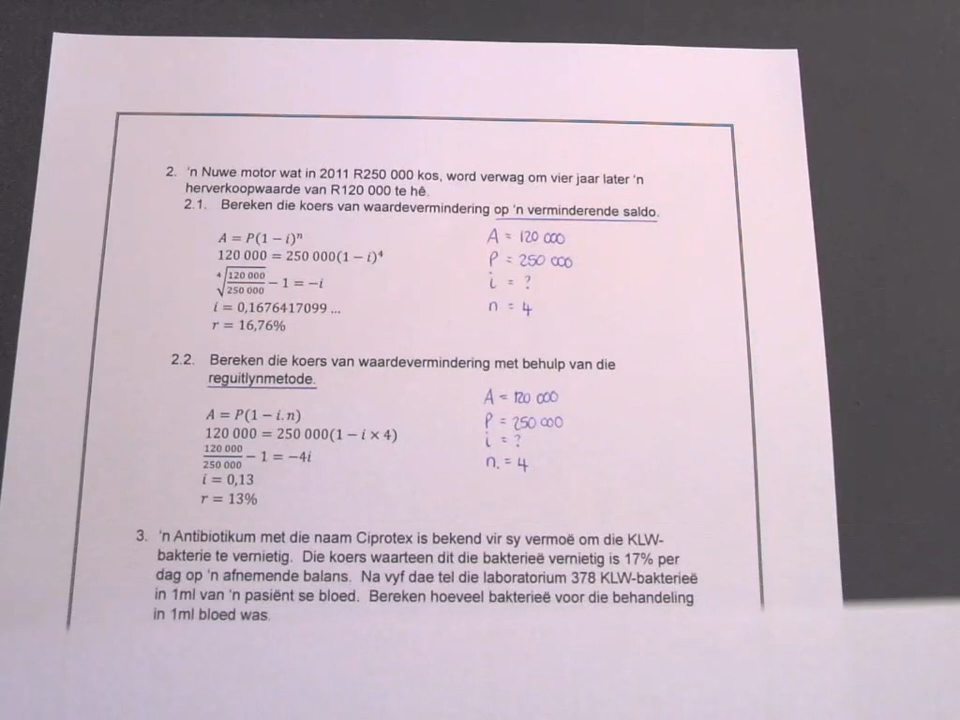 2. 'n Nuwe motor wat in 2011 R250 000 kos, word verwag om vier jaar later 'n
herverkoopwaarde van R120 000 te hê.
2.1. Bereken die koers van waardevermindering op 'n verminderende saldo.
A = P(1 − i)ⁿ
120 000 = 250 000(1 − i)⁴
⁴√(120 000/250 000) − 1 = −i
i = 0,1676417099 ...
r = 16,76%
A = 120 000
P = 250 000
i = ?
n = 4
2.2. Bereken die koers van waardevermindering met behulp van die
reguitlynmetode.
A = P(1 − i.n)
120 000 = 250 000(1 − i × 4)
120 000/250 000 − 1 = −4i
i = 0,13
r = 13%
A = 120 000
P = 250 000
i = ?
n. = 4
3. 'n Antibiotikum met die naam Ciprotex is bekend vir sy vermoë om die KLW-
bakterie te vernietig. Die koers waarteen dit die bakterieë vernietig is 17% per
dag op 'n afnemende balans. Na vyf dae tel die laboratorium 378 KLW-bakterieë
in 1ml van 'n pasiënt se bloed. Bereken hoeveel bakterieë voor die behandeling
in 1ml bloed was.